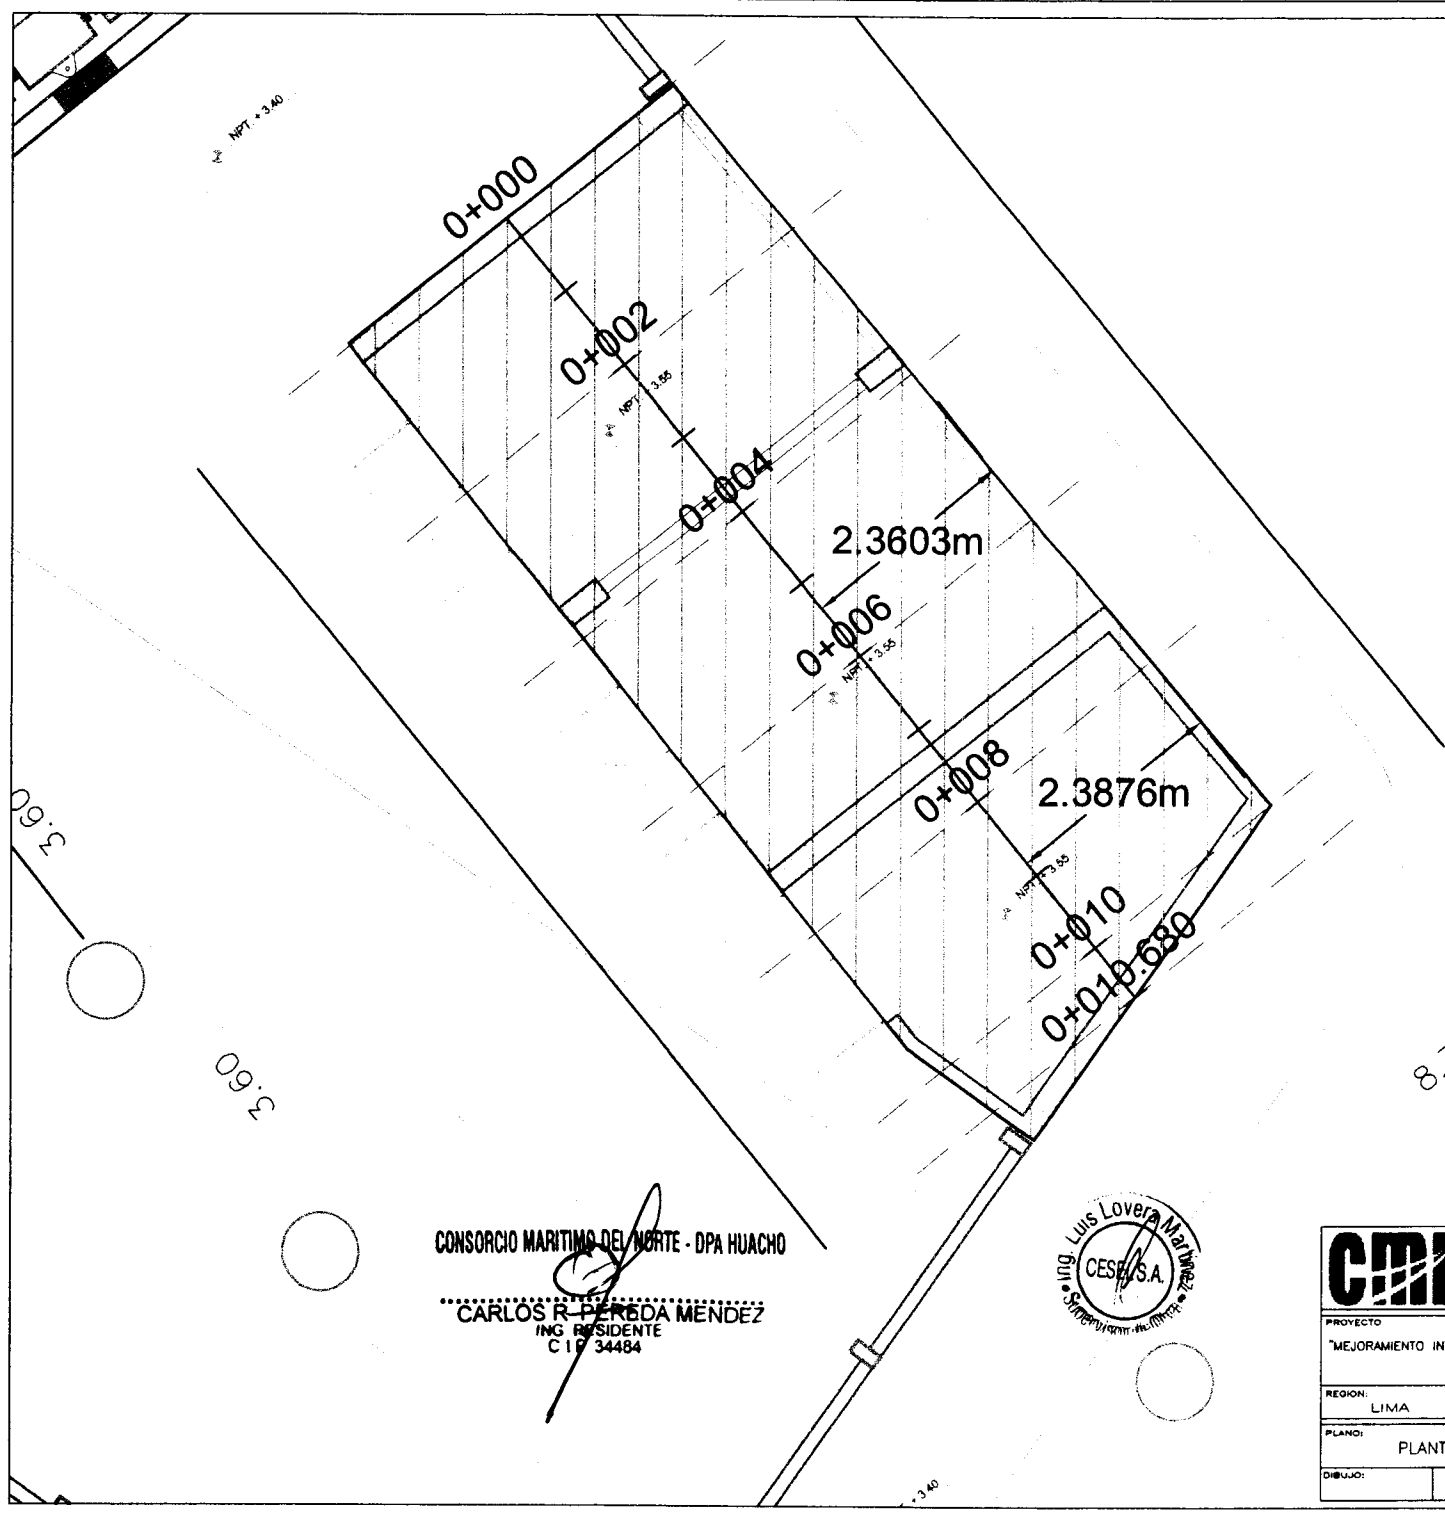 NPT. + 3.40
0+000
0+002
NPT. + 3.55
0+004
2.3603m
0+006
NPT. + 3.55
0+008
2.3876m
NPT. + 3.55
0+010
0+010.680
3.60
3.60
8
CONSORCIO MARITIMO DEL NORTE - DPA HUACHO
CARLOS R. PEREDA MENDEZ
ING RESIDENTE
CIP 34484
Ing. Luis Lovera Martinez
CESEL S.A.
PROYECTO
"MEJORAMIENTO IN
REGION:
LIMA
PLANO:
PLANT
DIBUJO:
+ 3.40